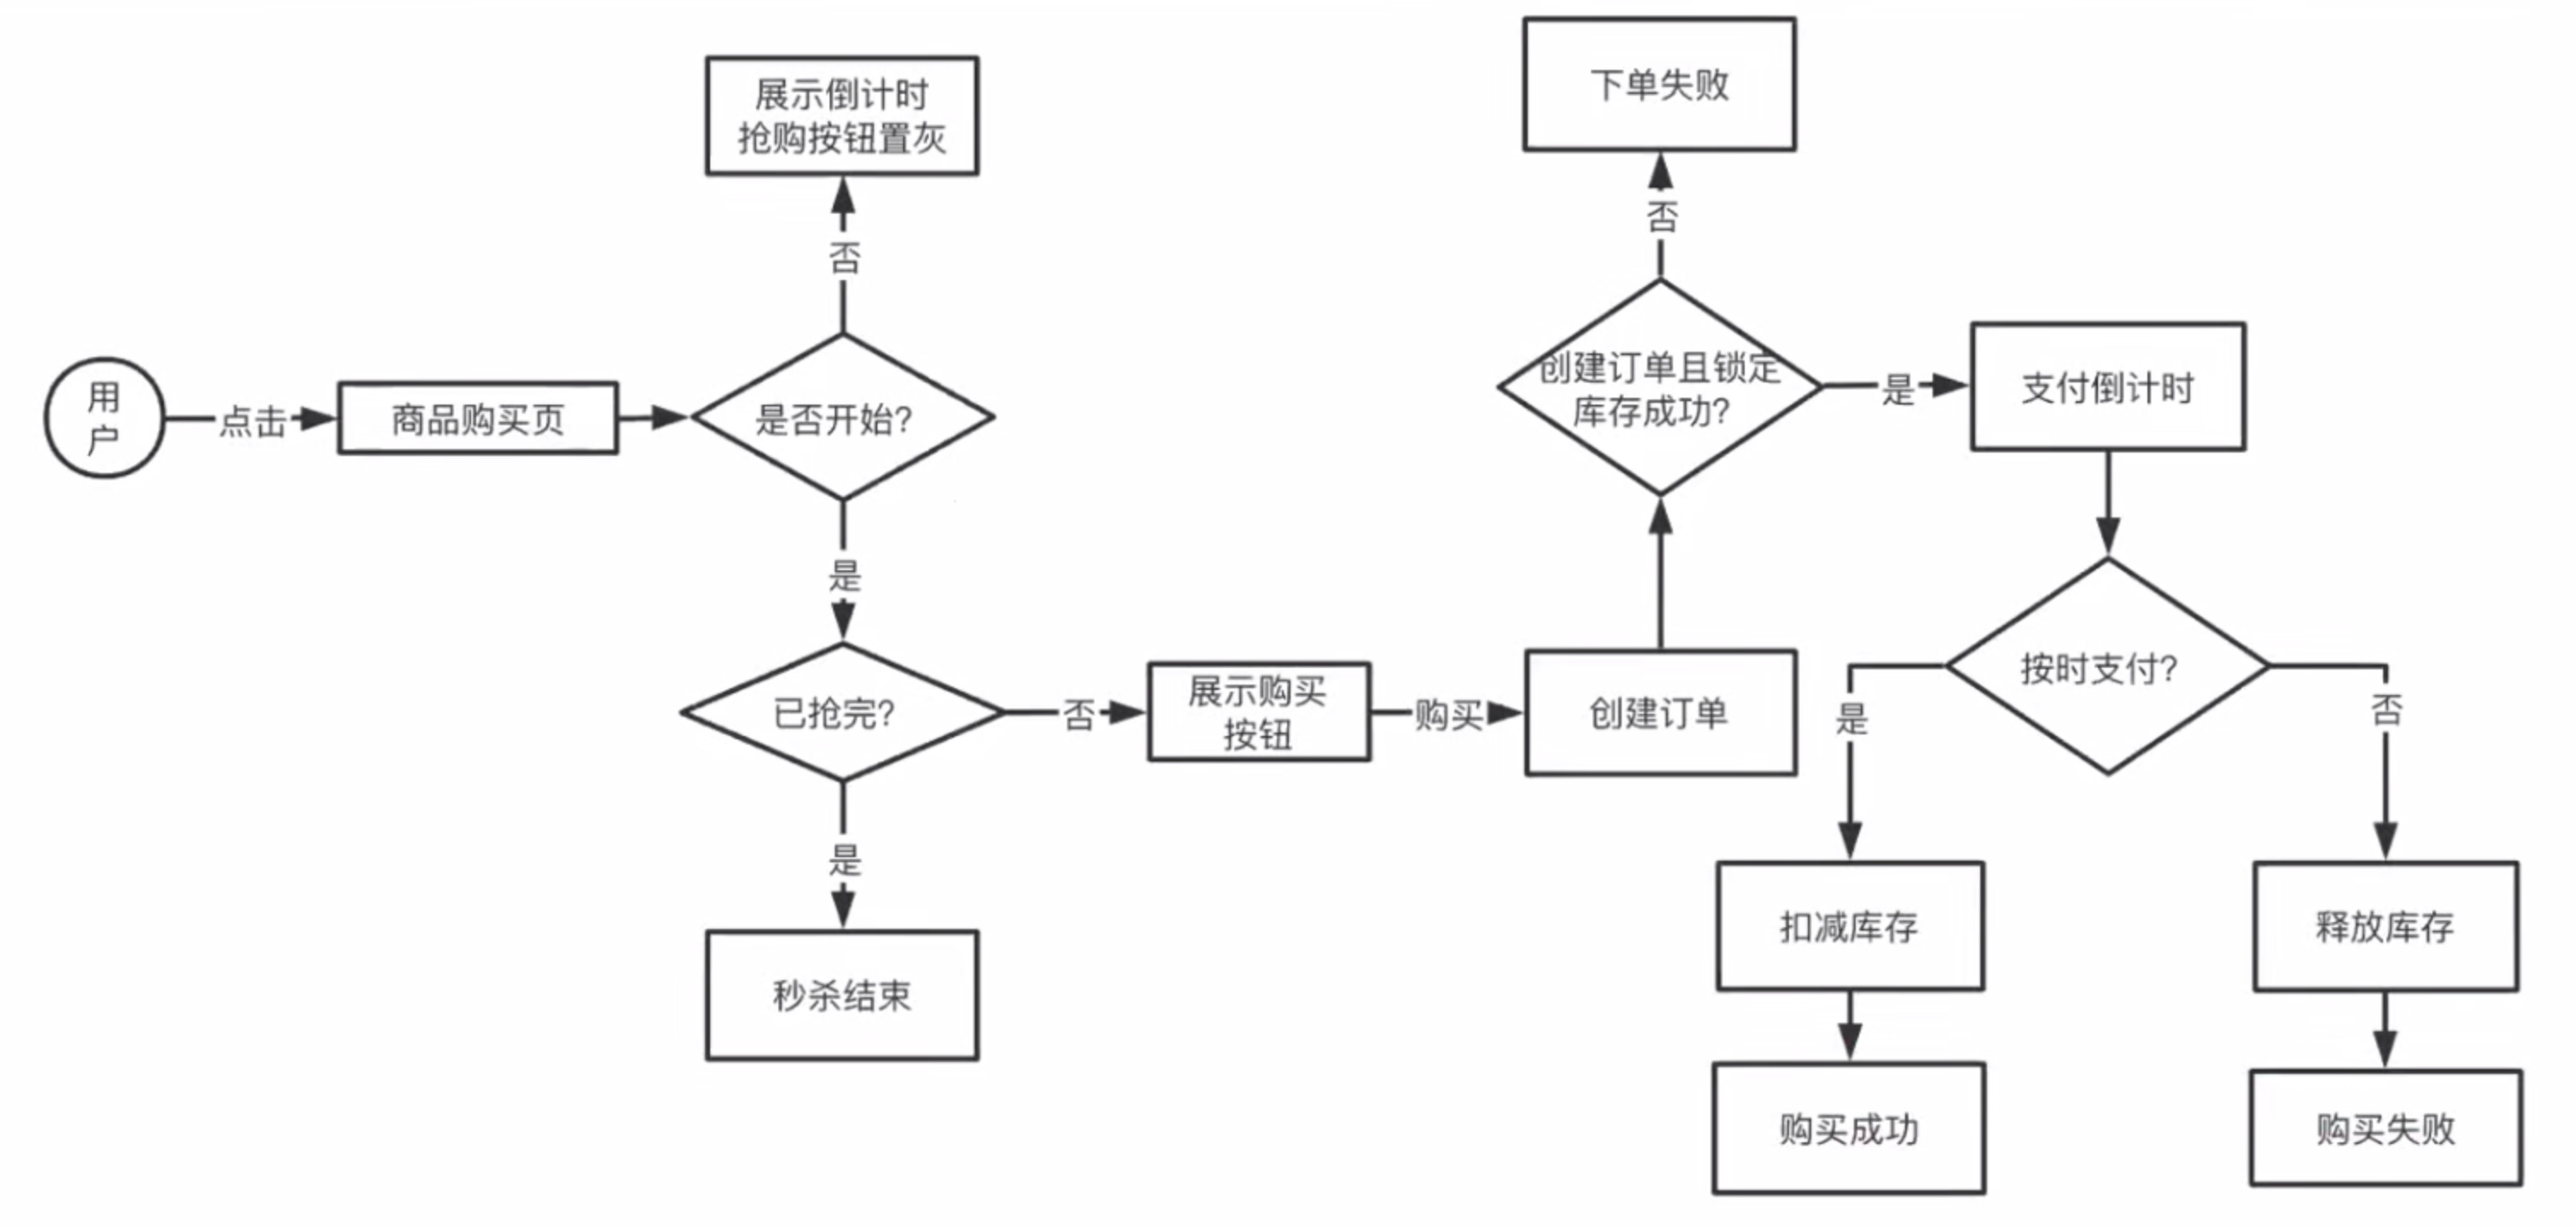 用
户
点击
商品购买页
是否开始?
否
展示倒计时
抢购按钮置灰
是
已抢完?
是
秒杀结束
否
展示购买
按钮
购买
创建订单
创建订单且锁定
库存成功?
否
下单失败
是
支付倒计时
按时支付?
是
扣减库存
购买成功
否
释放库存
购买失败